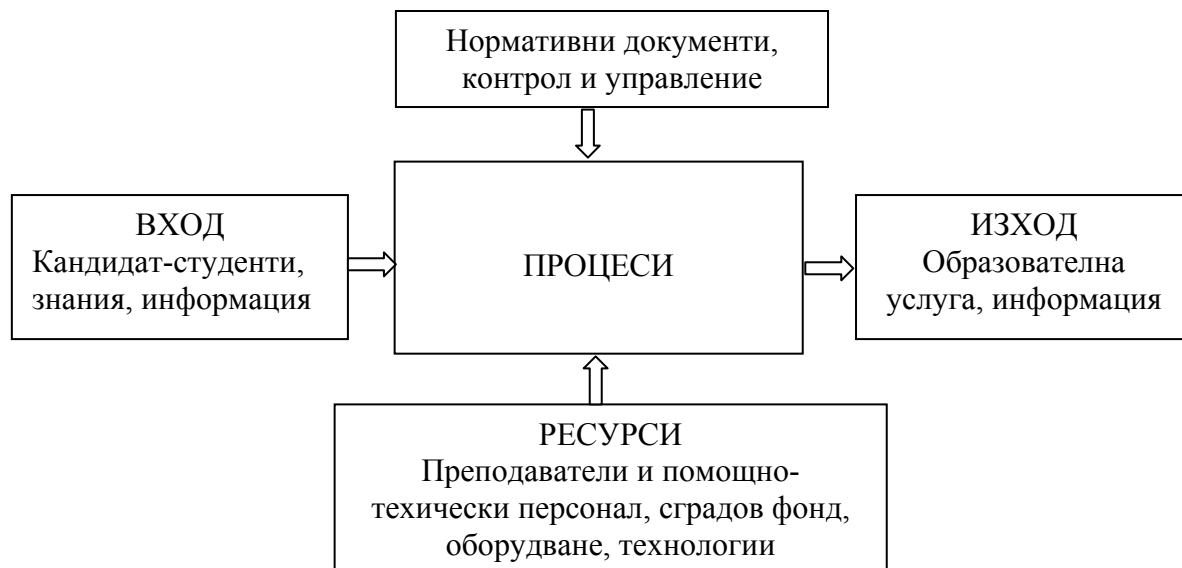 Нормативни документи,
контрол и управление
ВХОД
Кандидат-студенти,
знания, информация
ПРОЦЕСИ
ИЗХОД
Образователна
услуга, информация
РЕСУРСИ
Преподаватели и помощно-
техически персонал, сградов фонд,
оборудване, технологии